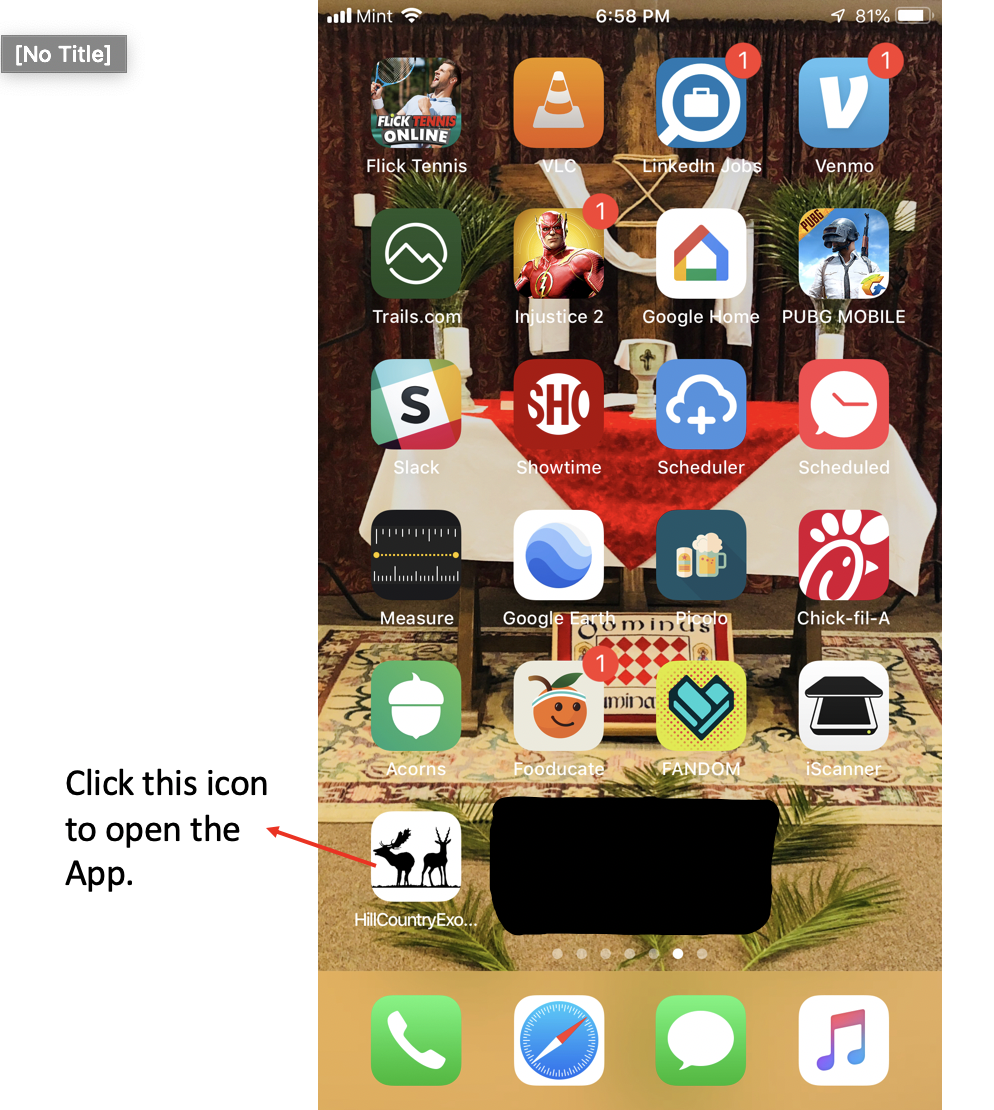 Mint 6:58 PM 81%
[No Title]
1 1
FLiCK TENNIS
ONLINE
Flick Tennis VLC LinkedIn Jobs Venmo
1
PUBG
Trails.com Injustice 2 Google Home PUBG MOBILE
S SHO
Slack Showtime Scheduler Scheduled
Measure Google Earth Picolo Chick-fil-A
Dominus
1
umina
Acorns Fooducate FANDOM iScanner
Click this icon
to open the
App.
HillCountryExo...